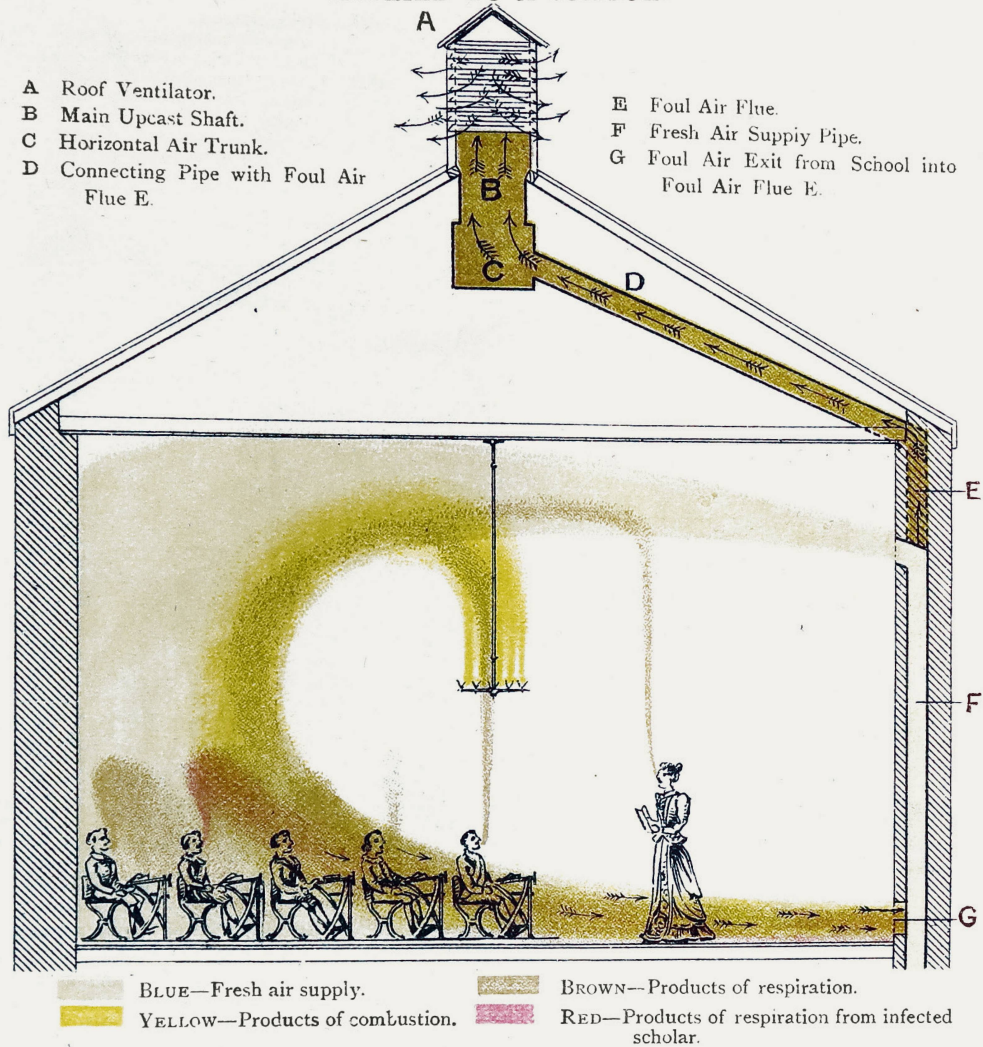 A
A Roof Ventilator.
B Main Upcast Shaft.
C Horizontal Air Trunk.
D Connecting Pipe with Foul Air
Flue E.
E Foul Air Flue.
F Fresh Air Supply Pipe.
G Foul Air Exit from School into
Foul Air Flue E.
B
C
D
E
F
G
BLUE—Fresh air supply.
YELLOW—Products of combustion.
BROWN—Products of respiration.
RED—Products of respiration from infected
scholar.